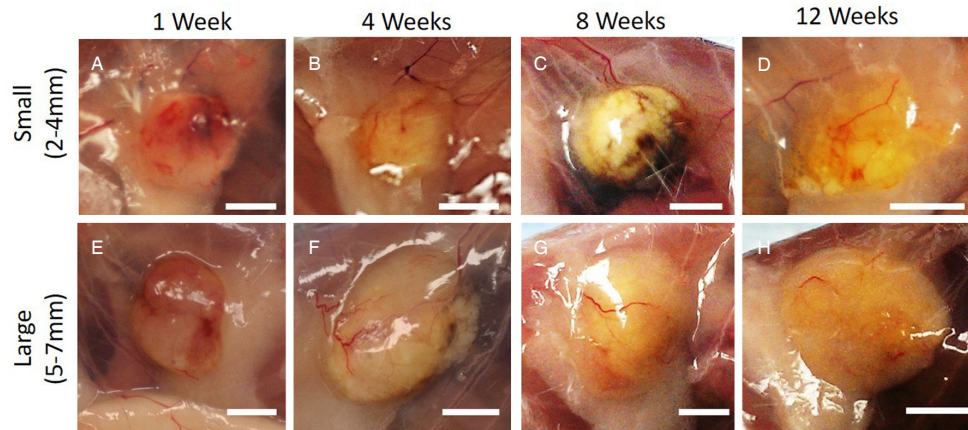 1 Week 4 Weeks 8 Weeks 12 Weeks
Small
(2-4mm)
A B C D
Large
(5-7mm)
E F G H